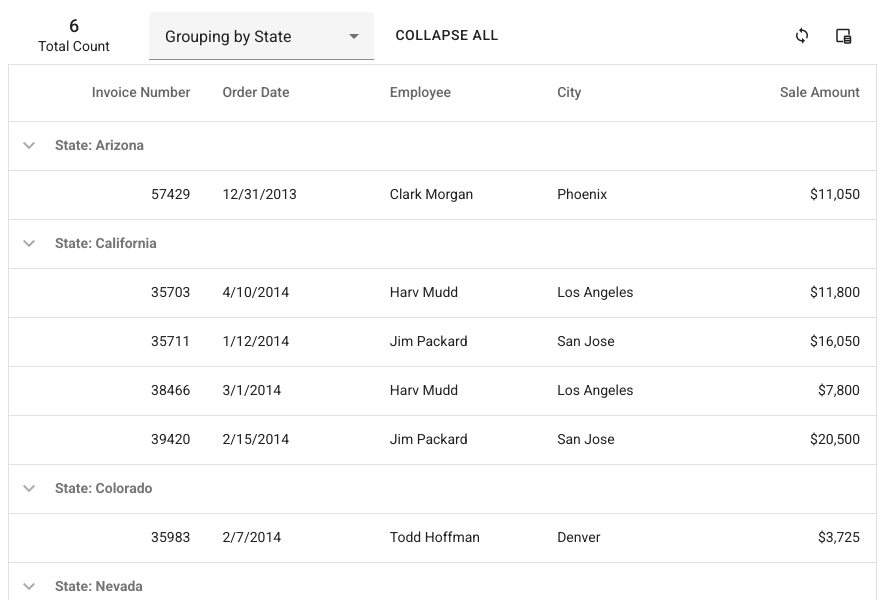 6
Total Count
Grouping by State
COLLAPSE ALL
Invoice Number Order Date Employee City Sale Amount
State: Arizona
57429 12/31/2013 Clark Morgan Phoenix $11,050
State: California
35703 4/10/2014 Harv Mudd Los Angeles $11,800
35711 1/12/2014 Jim Packard San Jose $16,050
38466 3/1/2014 Harv Mudd Los Angeles $7,800
39420 2/15/2014 Jim Packard San Jose $20,500
State: Colorado
35983 2/7/2014 Todd Hoffman Denver $3,725
State: Nevada